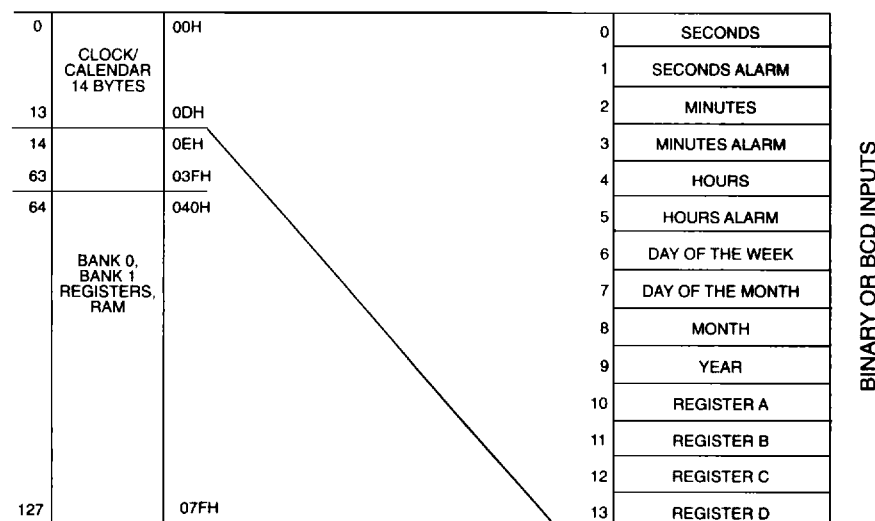 0
00H
CLOCK/
CALENDAR
14 BYTES
13
0DH
14
0EH
63
03FH
64
040H
BANK 0,
BANK 1
REGISTERS,
RAM
127
07FH
0 SECONDS
1 SECONDS ALARM
2 MINUTES
3 MINUTES ALARM
4 HOURS
5 HOURS ALARM
6 DAY OF THE WEEK
7 DAY OF THE MONTH
8 MONTH
9 YEAR
10 REGISTER A
11 REGISTER B
12 REGISTER C
13 REGISTER D
BINARY OR BCD INPUTS